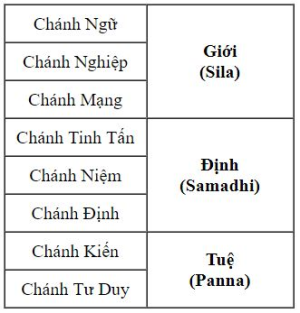 Chánh Ngữ
Chánh Nghiệp
Chánh Mạng
Giới
(Sila)
Chánh Tinh Tấn
Chánh Niệm
Chánh Định
Định
(Samadhi)
Chánh Kiến
Chánh Tư Duy
Tuệ
(Panna)